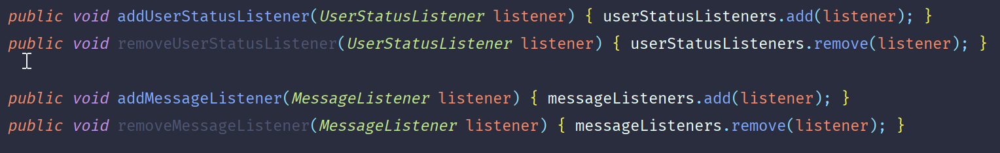 public void addUserStatusListener(UserStatusListener listener) { userStatusListeners.add(listener); }
public void removeUserStatusListener(UserStatusListener listener) { userStatusListeners.remove(listener); }
public void addMessageListener(MessageListener listener) { messageListeners.add(listener); }
public void removeMessageListener(MessageListener listener) { messageListeners.remove(listener); }